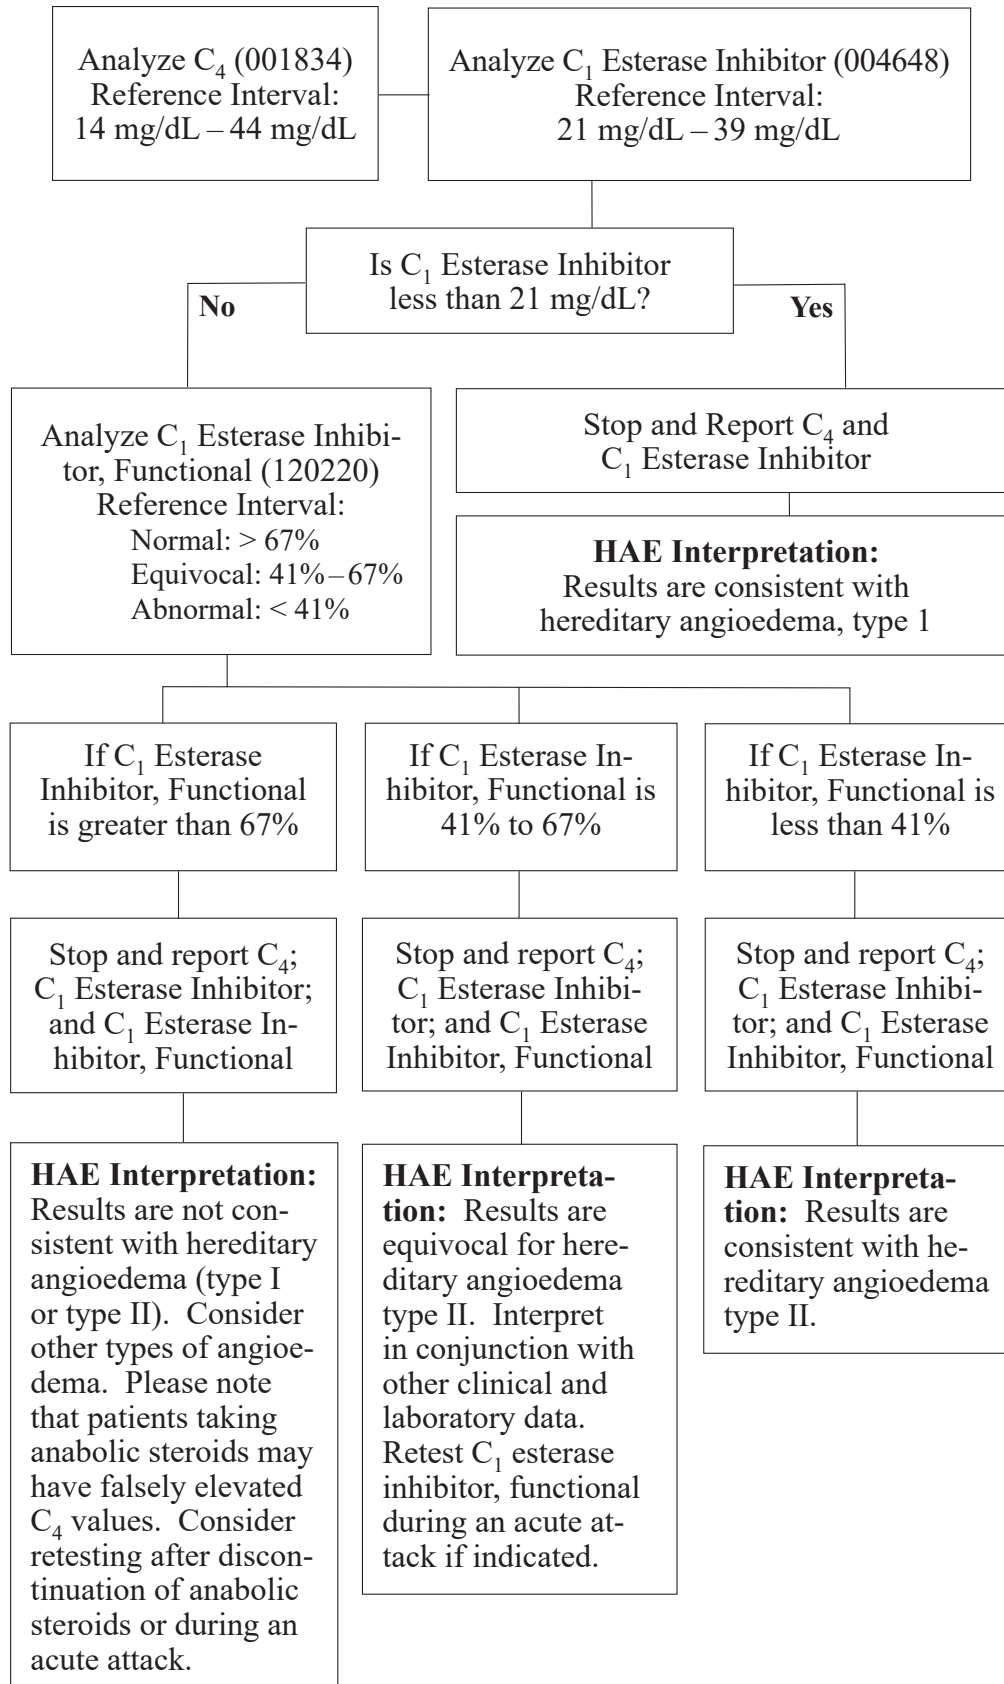 Analyze C₄ (001834)
Reference Interval:
14 mg/dL – 44 mg/dL
Analyze C₁ Esterase Inhibitor (004648)
Reference Interval:
21 mg/dL – 39 mg/dL
Is C₁ Esterase Inhibitor
less than 21 mg/dL?
No
Yes
Analyze C₁ Esterase Inhibi-
tor, Functional (120220)
Reference Interval:
Normal: > 67%
Equivocal: 41%–67%
Abnormal: < 41%
Stop and Report C₄ and
C₁ Esterase Inhibitor
HAE Interpretation:
Results are consistent with
hereditary angioedema, type 1
If C₁ Esterase
Inhibitor, Functional
is greater than 67%
If C₁ Esterase In-
hibitor, Functional is
41% to 67%
If C₁ Esterase In-
hibitor, Functional is
less than 41%
Stop and report C₄;
C₁ Esterase Inhibitor;
and C₁ Esterase In-
hibitor, Functional
Stop and report C₄;
C₁ Esterase Inhibi-
tor; and C₁ Esterase
Inhibitor, Functional
Stop and report C₄;
C₁ Esterase Inhibi-
tor; and C₁ Esterase
Inhibitor, Functional
HAE Interpretation:
Results are not con-
sistent with hereditary
angioedema (type I
or type II). Consider
other types of angioe-
dema. Please note
that patients taking
anabolic steroids may
have falsely elevated
C₄ values. Consider
retesting after discon-
tinuation of anabolic
steroids or during an
acute attack.
HAE Interpreta-
tion: Results are
equivocal for here-
ditary angioedema
type II. Interpret
in conjunction with
other clinical and
laboratory data.
Retest C₁ esterase
inhibitor, functional
during an acute at-
tack if indicated.
HAE Interpreta-
tion: Results are
consistent with he-
reditary angioedema
type II.